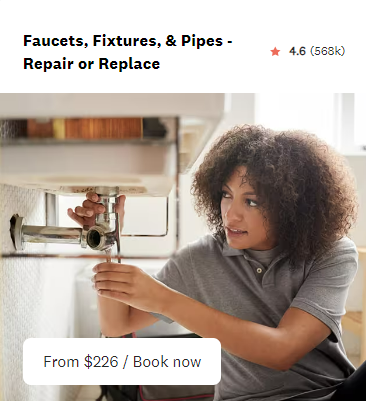 Faucets, Fixtures, & Pipes -
Repair or Replace
4.6 (568k)
From $226 / Book now